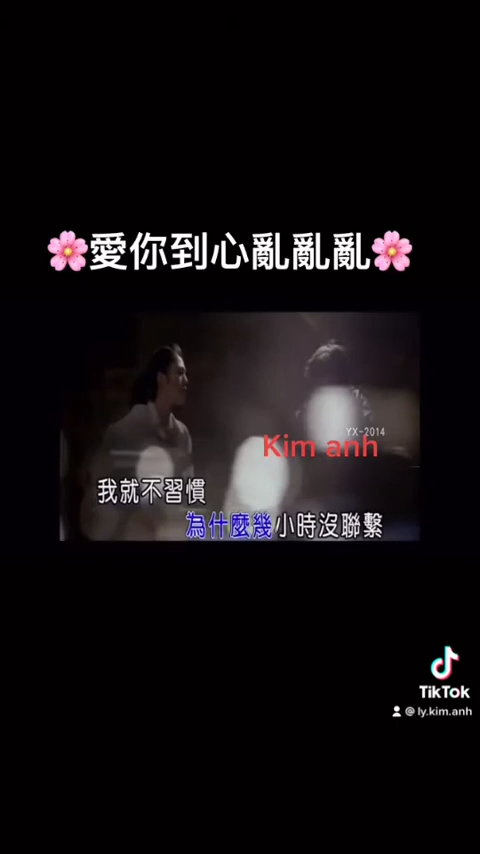 🌸愛你到心亂亂亂🌸
YX-2014
Kim anh
我就不習慣
為什麼幾小時沒聯繫
TikTok
@ ly.kim.anh